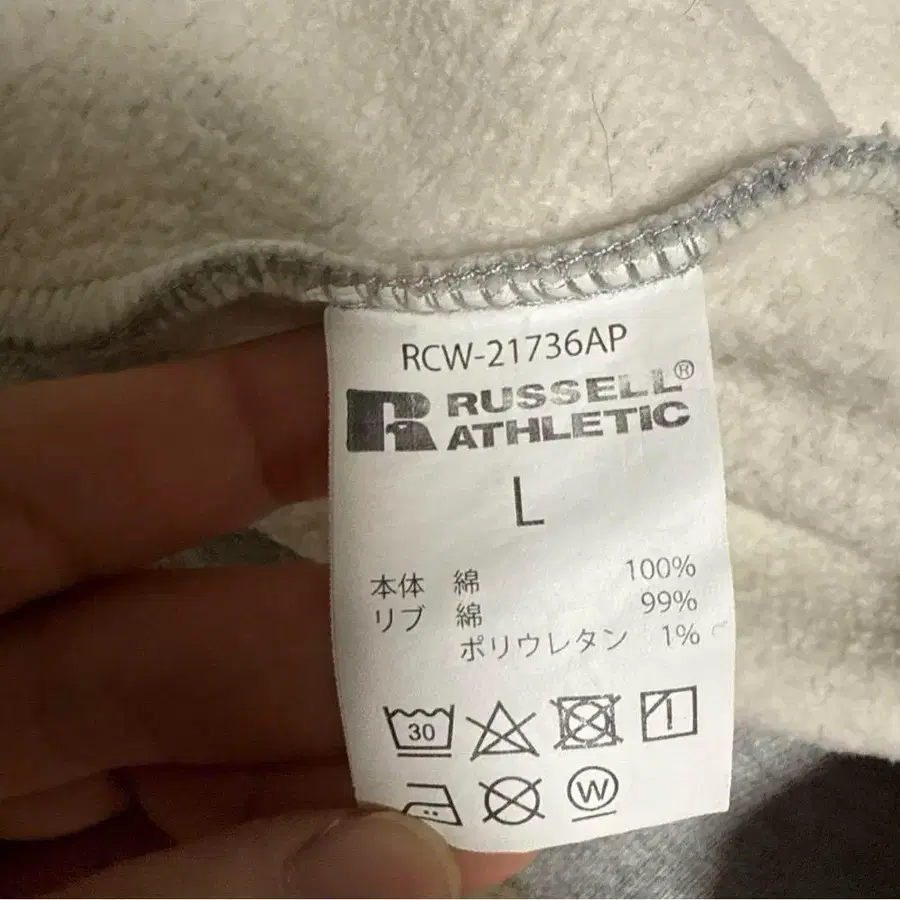 RCW-21736AP
RUSSELL®
ATHLETIC
L
本体 綿 100%
リブ 綿 99%
ポリウレタン 1%
30
W